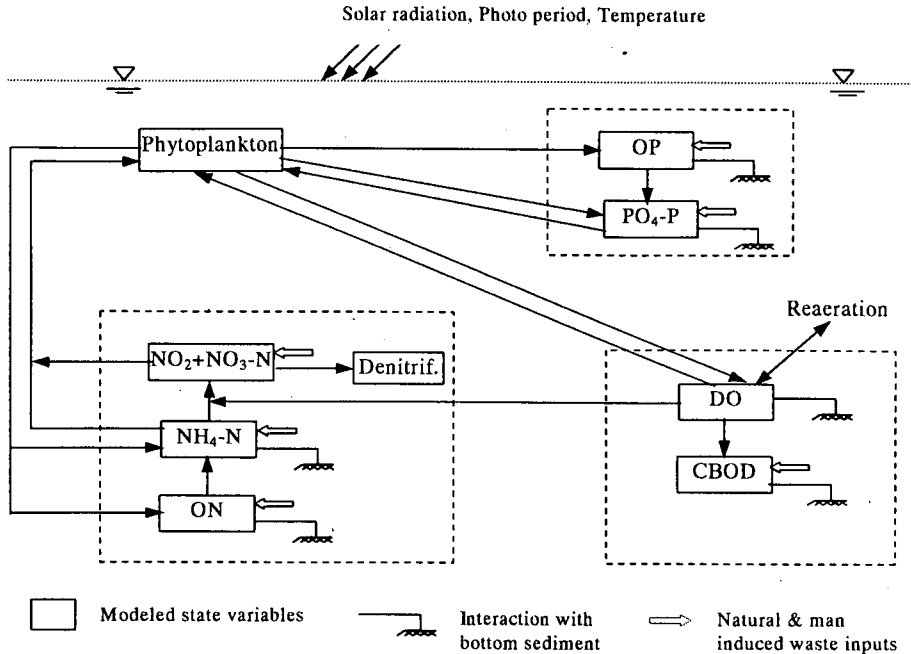 Solar radiation, Photo period, Temperature
Phytoplankton
OP
PO₄-P
Reaeration
NO₂+NO₃-N
Denitrif.
DO
NH₄-N
CBOD
ON
Modeled state variables
Interaction with
bottom sediment
Natural & man
induced waste inputs